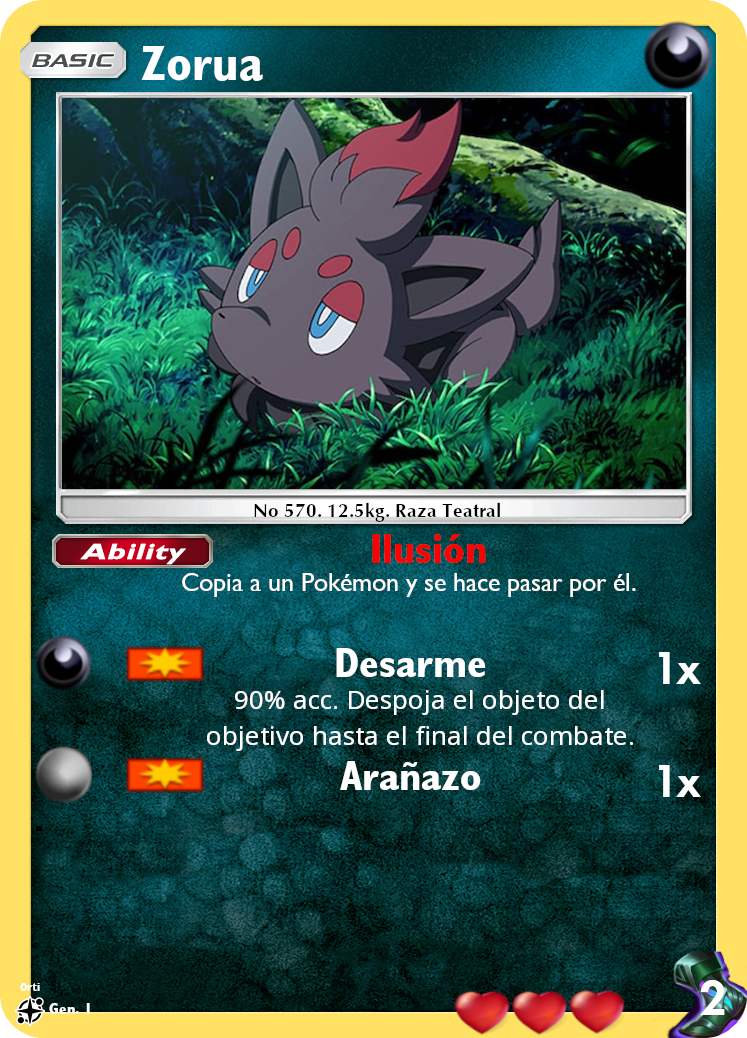 BASIC Zorua
No 570. 12.5kg. Raza Teatral
Ability Ilusión
Copia a un Pokémon y se hace pasar por él.
Desarme 1x
90% acc. Despoja el objeto del
objetivo hasta el final del combate.
Arañazo 1x
Orti
Gen. I
2